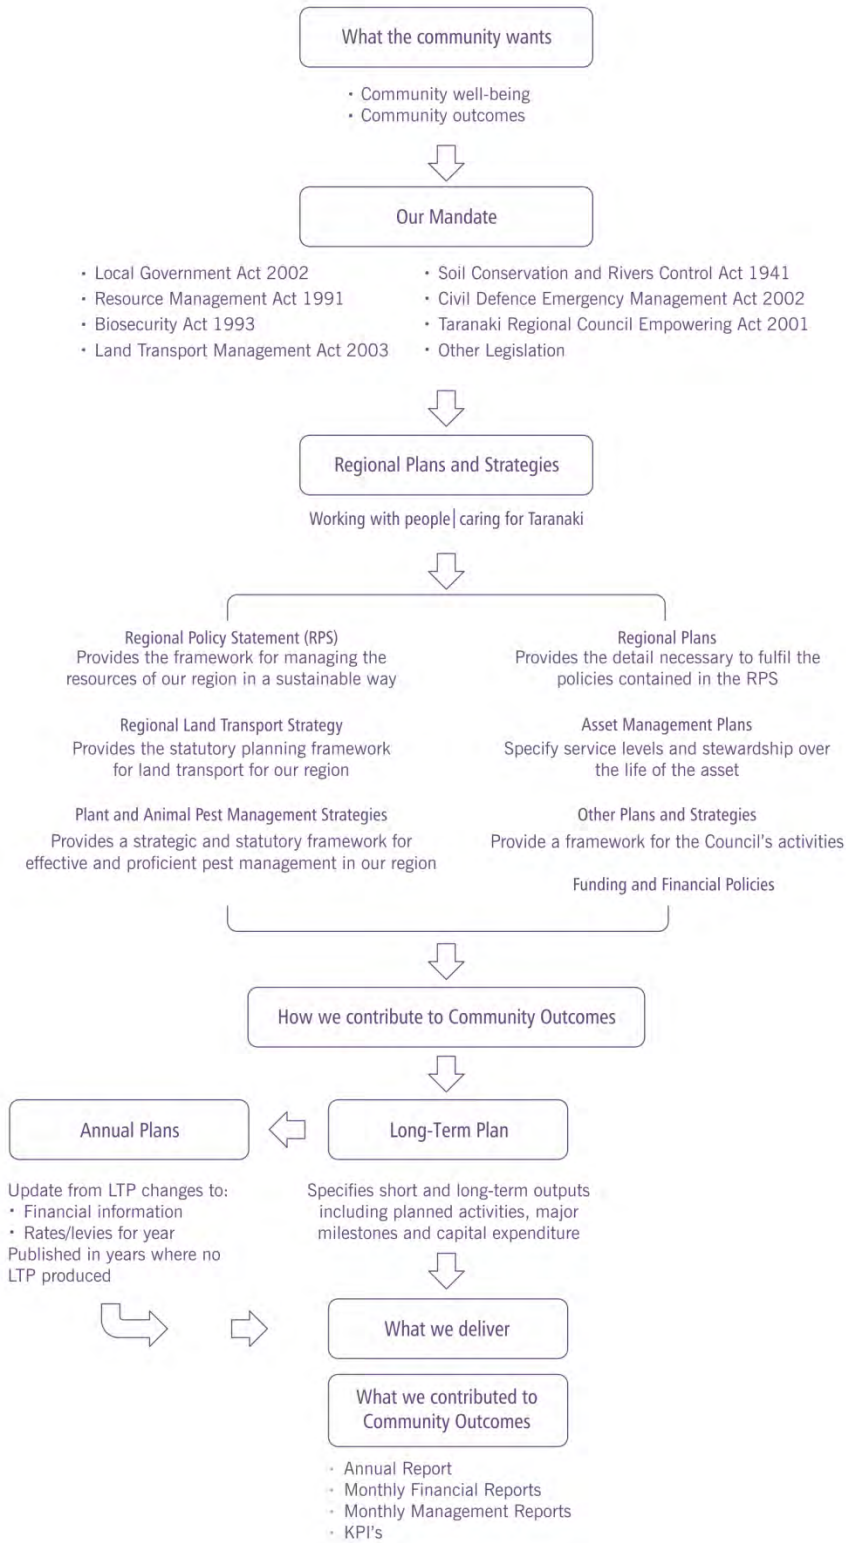 What the community wants
• Community well-being
• Community outcomes
Our Mandate
• Local Government Act 2002
• Resource Management Act 1991
• Biosecurity Act 1993
• Land Transport Management Act 2003
• Soil Conservation and Rivers Control Act 1941
• Civil Defence Emergency Management Act 2002
• Taranaki Regional Council Empowering Act 2001
• Other Legislation
Regional Plans and Strategies
Working with people | caring for Taranaki
Regional Policy Statement (RPS)
Provides the framework for managing the
resources of our region in a sustainable way
Regional Land Transport Strategy
Provides the statutory planning framework
for land transport for our region
Plant and Animal Pest Management Strategies
Provides a strategic and statutory framework for
effective and proficient pest management in our region
Regional Plans
Provides the detail necessary to fulfil the
policies contained in the RPS
Asset Management Plans
Specify service levels and stewardship over
the life of the asset
Other Plans and Strategies
Provide a framework for the Council's activities
Funding and Financial Policies
How we contribute to Community Outcomes
Annual Plans
Update from LTP changes to:
• Financial information
• Rates/levies for year
Published in years where no
LTP produced
Long-Term Plan
Specifies short and long-term outputs
including planned activities, major
milestones and capital expenditure
What we deliver
What we contributed to
Community Outcomes
• Annual Report
• Monthly Financial Reports
• Monthly Management Reports
• KPI's